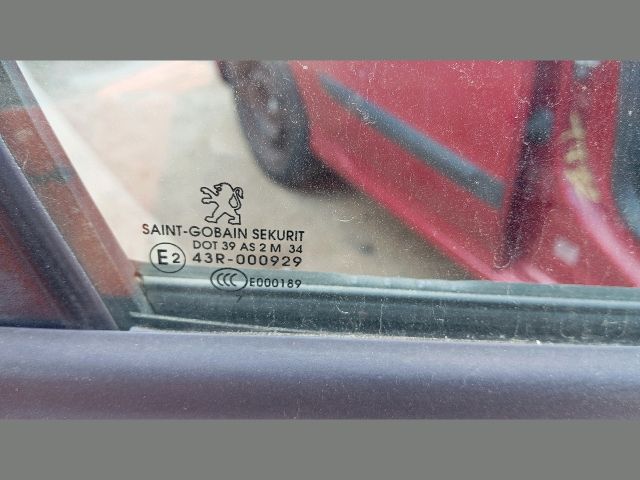 SAINT-GOBAIN SEKURIT
DOT 39 AS 2 M 34
E2 43R-000929
CCC E000189